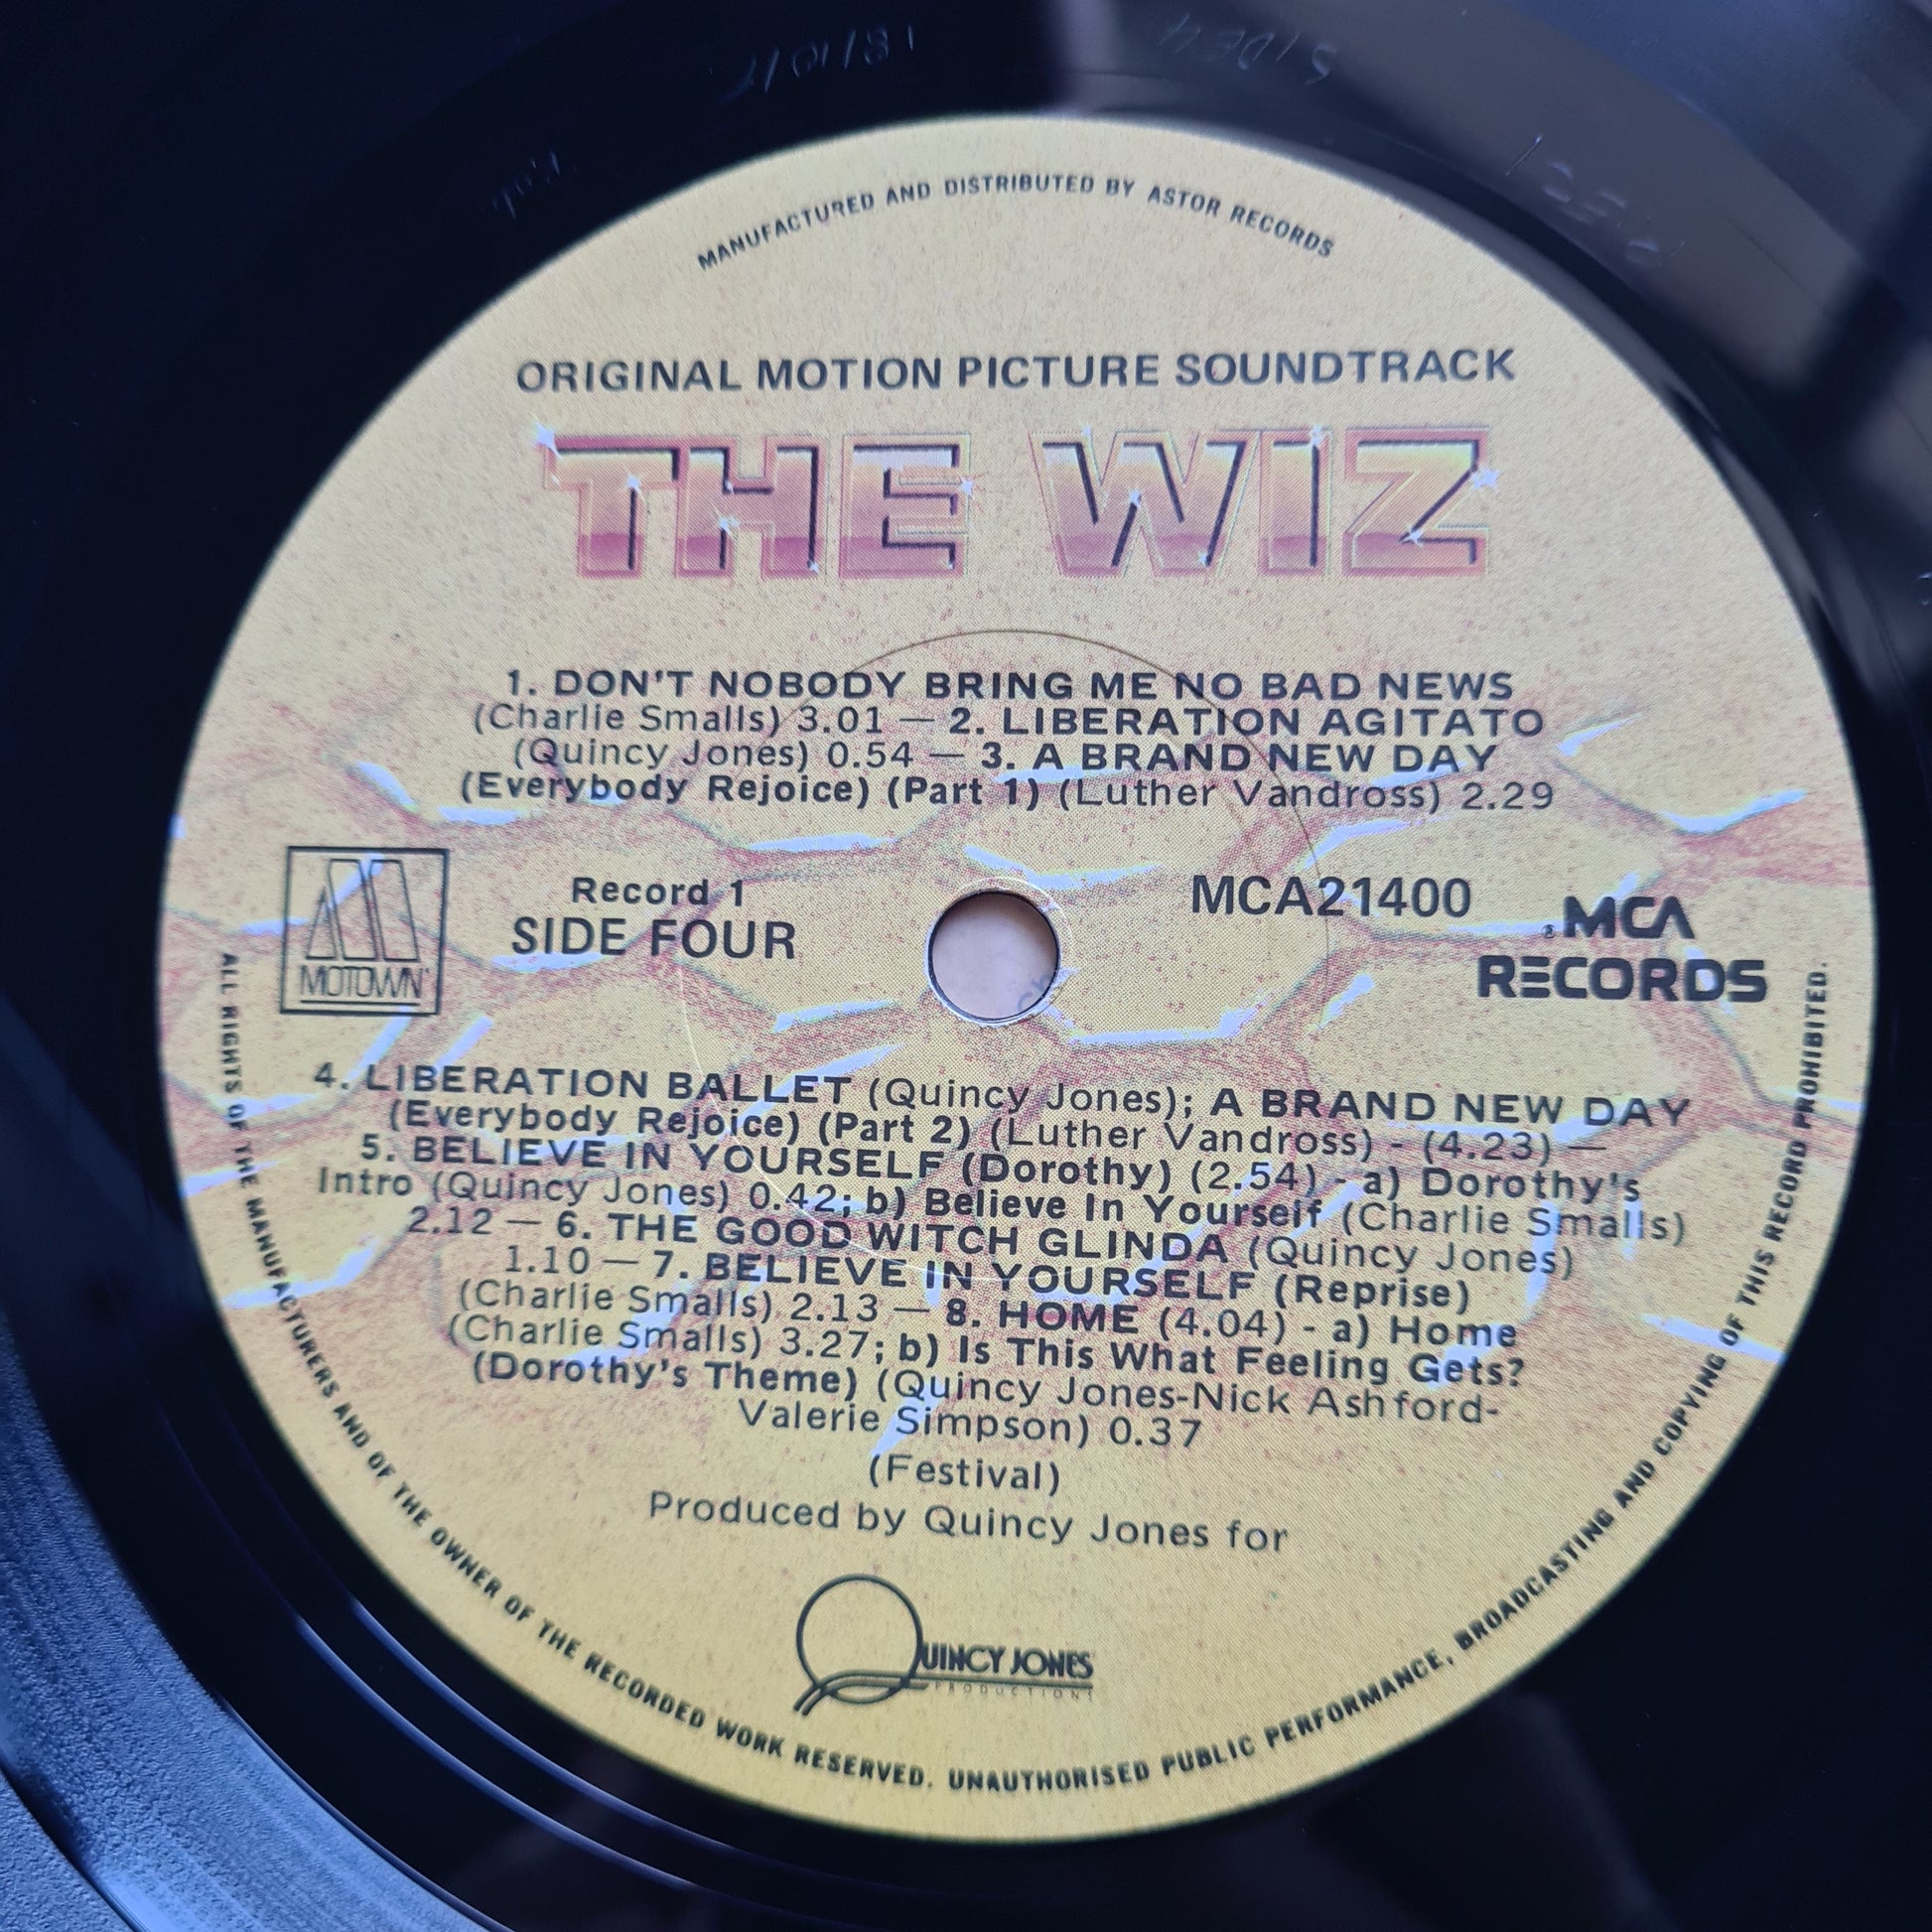 MANUFACTURED AND DISTRIBUTED BY ASTOR RECORDS
ORIGINAL MOTION PICTURE SOUNDTRACK
THE WIZ
1. DON'T NOBODY BRING ME NO BAD NEWS
(Charlie Smalls) 3.01 — 2. LIBERATION AGITATO
(Quincy Jones) 0.54 — 3. A BRAND NEW DAY
(Everybody Rejoice) (Part 1) (Luther Vandross) 2.29
MOTOWN
Record 1
SIDE FOUR
MCA21400
MCA
RECORDS
4. LIBERATION BALLET (Quincy Jones); A BRAND NEW DAY
(Everybody Rejoice) (Part 2) (Luther Vandross) - (4.23) —
5. BELIEVE IN YOURSELF (Dorothy) (2.54) - a) Dorothy's
Intro (Quincy Jones) 0.42; b) Believe In Yourself (Charlie Smalls)
2.12 — 6. THE GOOD WITCH GLINDA (Quincy Jones)
1.10 — 7. BELIEVE IN YOURSELF (Reprise)
(Charlie Smalls) 2.13 — 8. HOME (4.04) - a) Home
(Charlie Smalls) 3.27; b) Is This What Feeling Gets?
(Dorothy's Theme) (Quincy Jones-Nick Ashford-
Valerie Simpson) 0.37
(Festival)
Produced by Quincy Jones for
QUINCY JONES
PRODUCTIONS
ALL RIGHTS OF THE MANUFACTURERS AND OF THE OWNER OF THE RECORDED WORK RESERVED. UNAUTHORISED PUBLIC PERFORMANCE, BROADCASTING AND COPYING OF THIS RECORD PROHIBITED.
SIDE 4